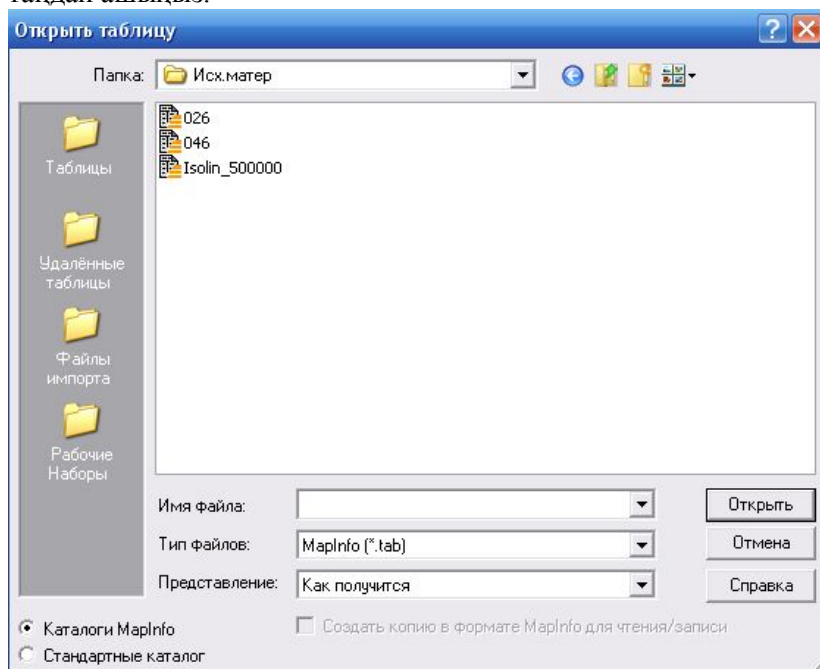 таңдап ашыңыз.
Открыть таблицу
Папка: Исх.матер
026
046
Isolin_500000
Таблицы
Удалённые
таблицы
Файлы
импорта
Рабочие
Наборы
Имя файла:
Открыть
Тип файлов: MapInfo (*.tab)
Отмена
Представление: Как получится
Справка
Каталоги MapInfo
Создать копию в формате MapInfo для чтения/записи
Стандартные каталог